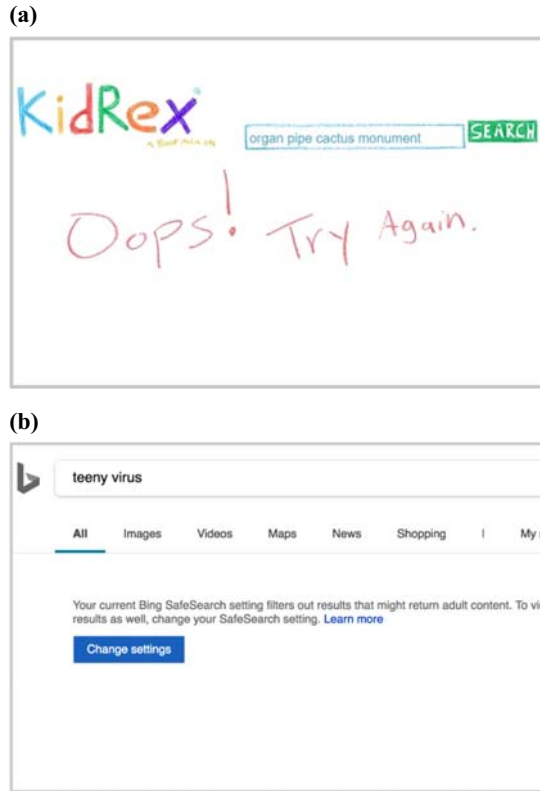 (a)
KidRex
organ pipe cactus monument
SEARCH
Oops! Try Again.
(b)
teeny virus
All Images Videos Maps News Shopping | My
Your current Bing SafeSearch setting filters out results that might return adult content. To vi
results as well, change your SafeSearch setting. Learn more
Change settings